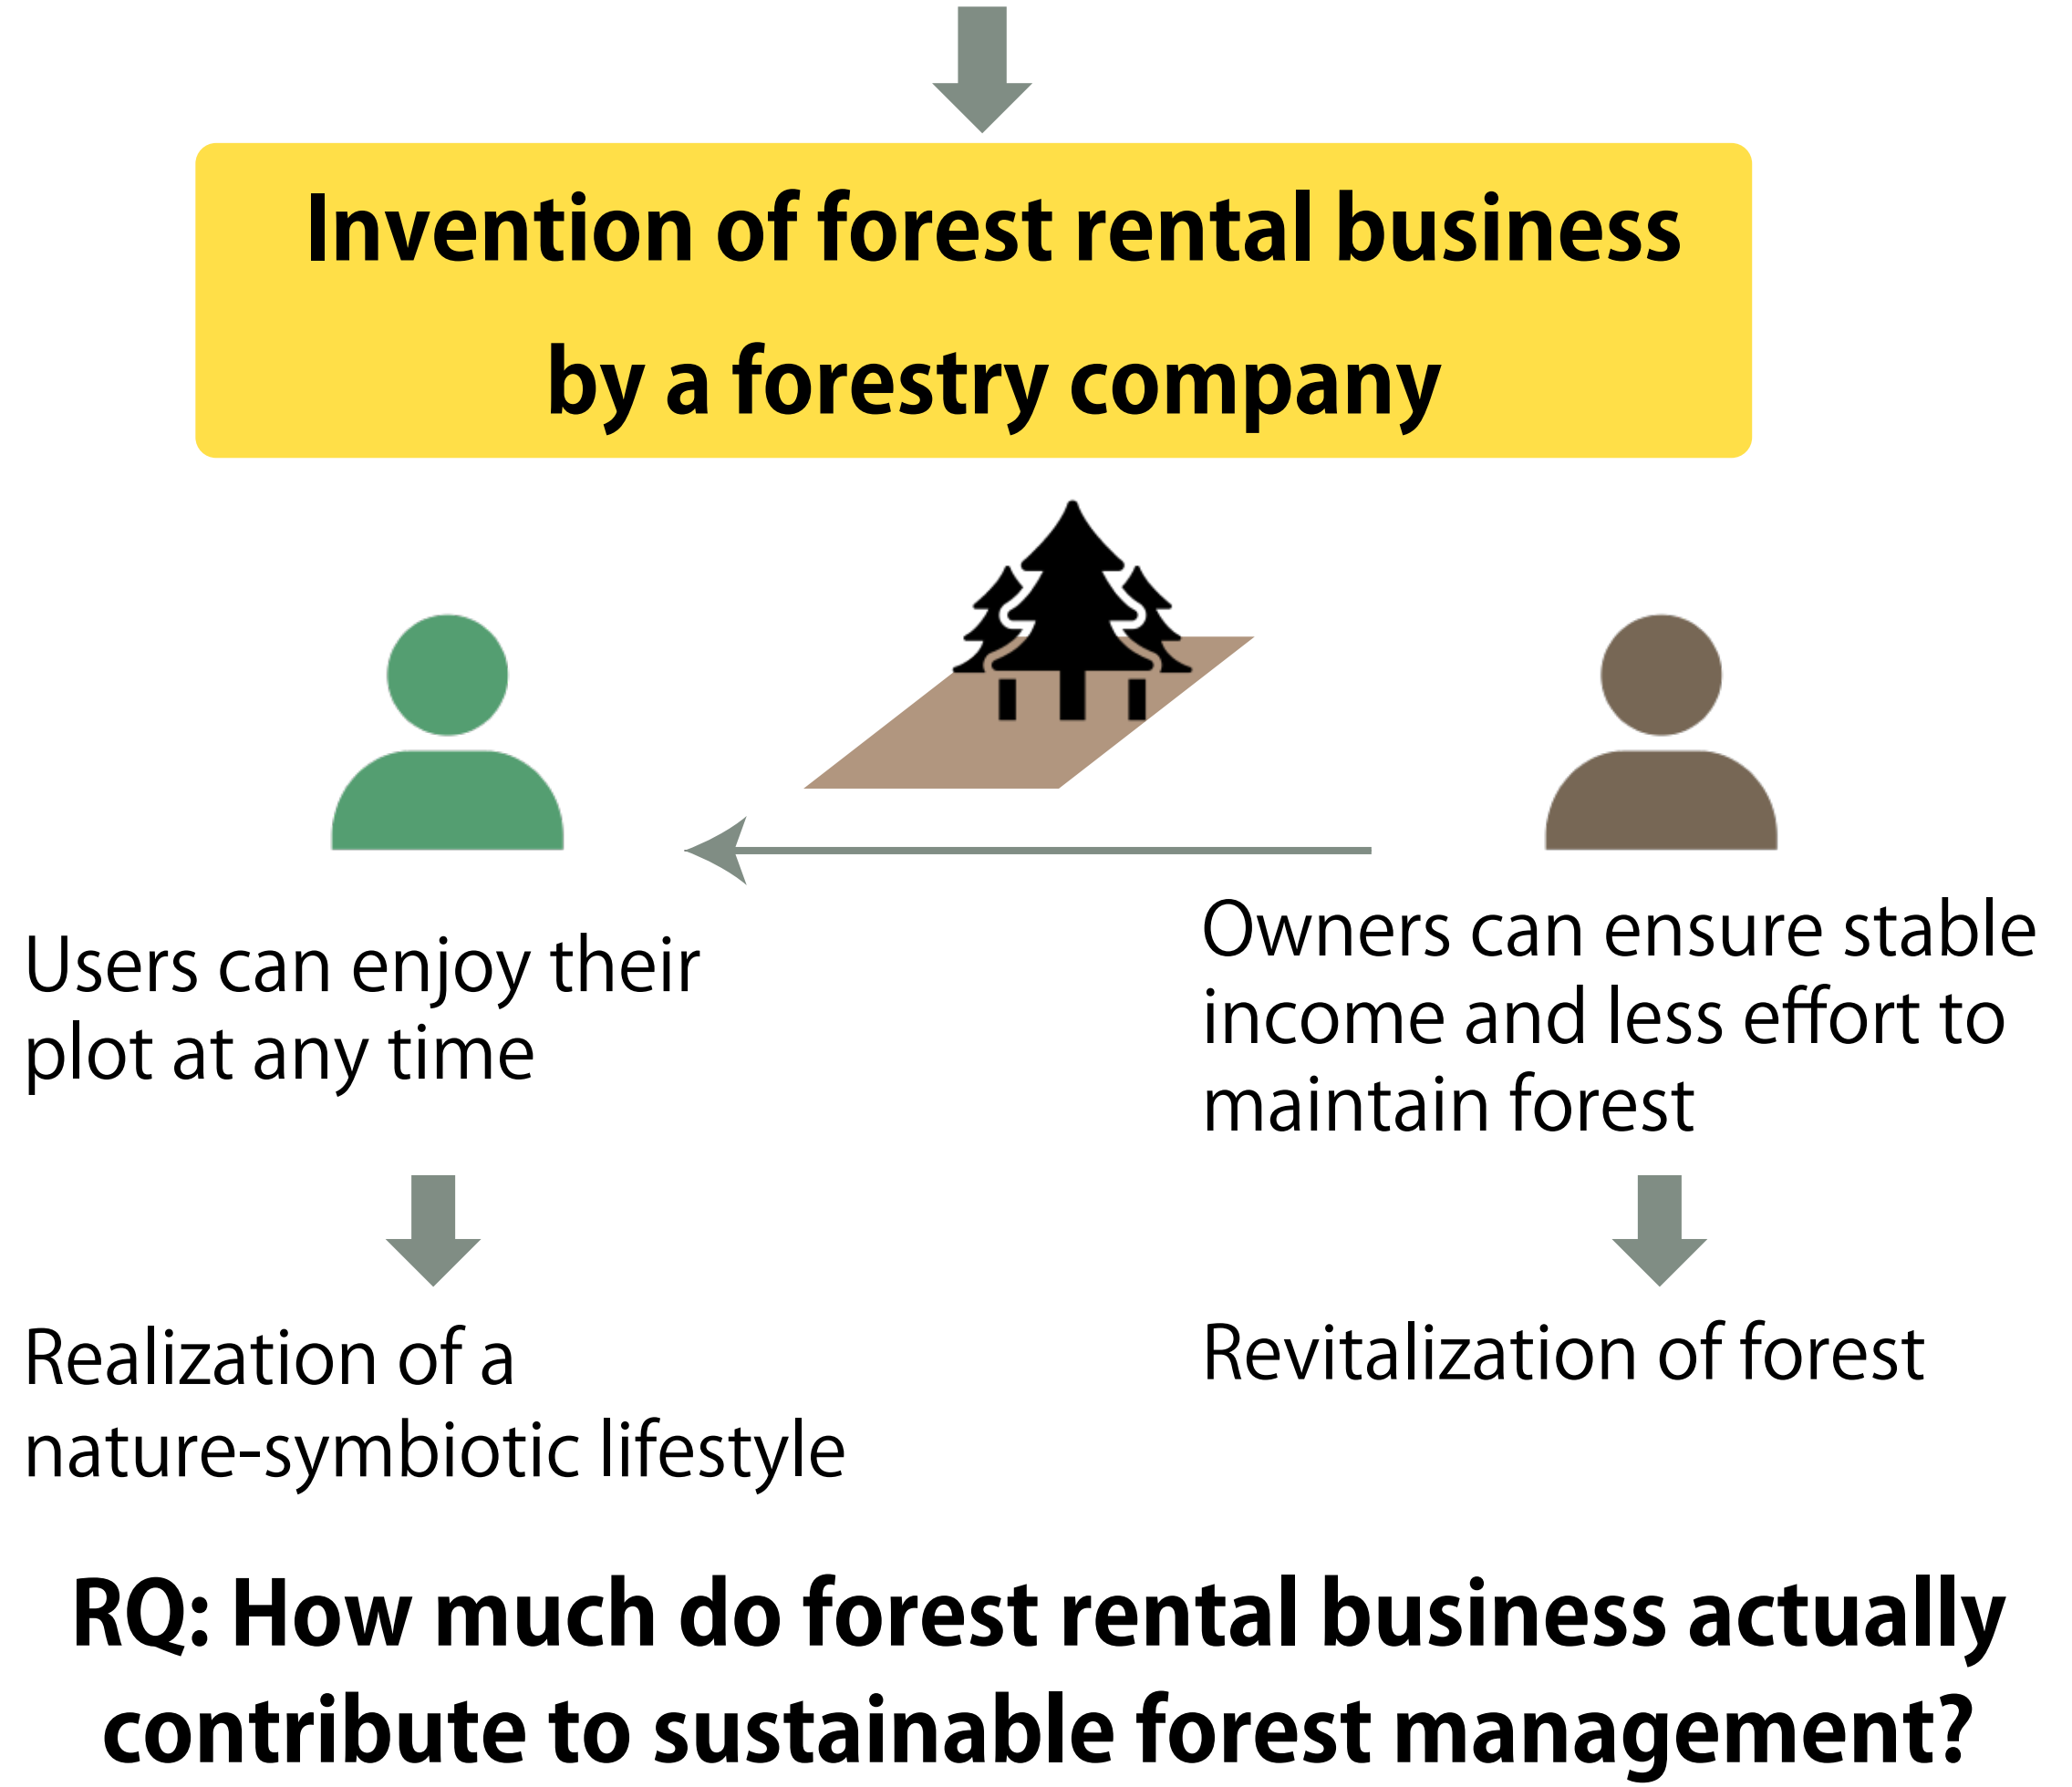 Invention of forest rental business
by a forestry company
Users can enjoy their
plot at any time
Owners can ensure stable
income and less effort to
maintain forest
Realization of a
nature-symbiotic lifestyle
Revitalization of forest
RQ: How much do forest rental business actually
contribute to sustainable forest management?